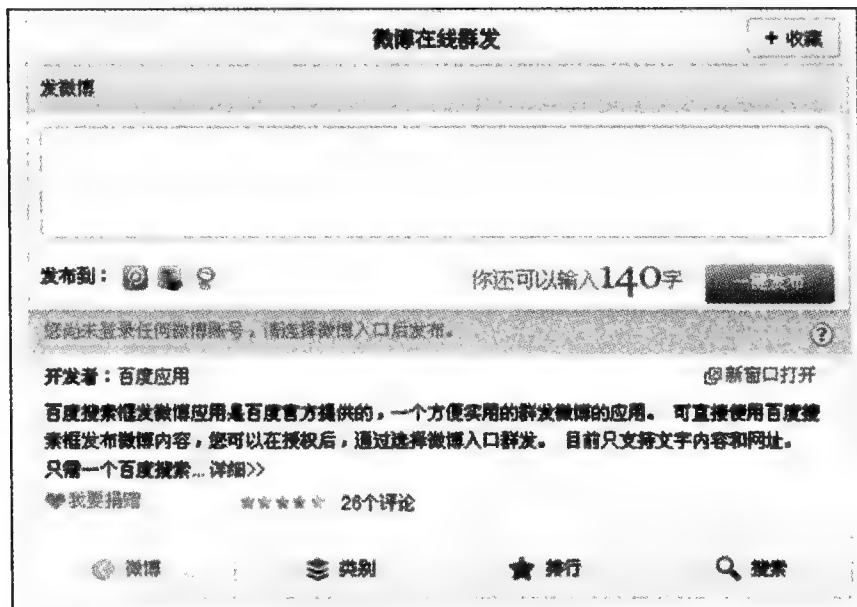 微博在线群发
+ 收藏
发微博
发布到：
你还可以输入140字
您尚未登录任何微博账号，请选择微博入口后发布。
开发者：百度应用
新窗口打开
百度搜索框发微博应用是百度官方提供的，一个方便实用的群发微博的应用。 可直接使用百度搜
索框发布微博内容，您可以在授权后，通过选择微博入口群发。 目前只支持文字内容和网址。
只需一个百度搜索... 详细>>
我要捐赠
26个评论
微博
类别
排行
搜索